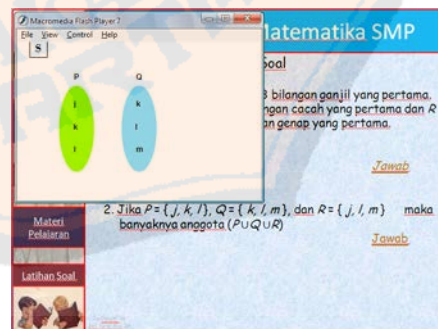 Macromedia Flash Player 7
File View Control Help
S
P Q
j k
k l
l m
Matematika SMP
Soal
3 bilangan ganjil yang pertama.
ngan cacah yang pertama dan R
an genap yang pertama.
Jawab
2. Jika P = { j, k, l }, Q = { k, l, m }, dan R = { j, l, m } maka
banyaknya anggota (P∪Q∪R)
Jawab
Materi
Pelajaran
Latihan Soal